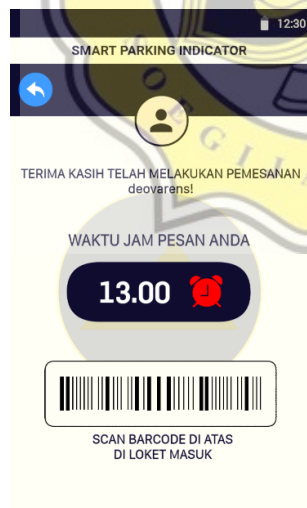 12:30
SMART PARKING INDICATOR
OEGI
TERIMA KASIH TELAH MELAKUKAN PEMESANAN
deovarens!
WAKTU JAM PESAN ANDA
13.00
SCAN BARCODE DI ATAS
DI LOKET MASUK